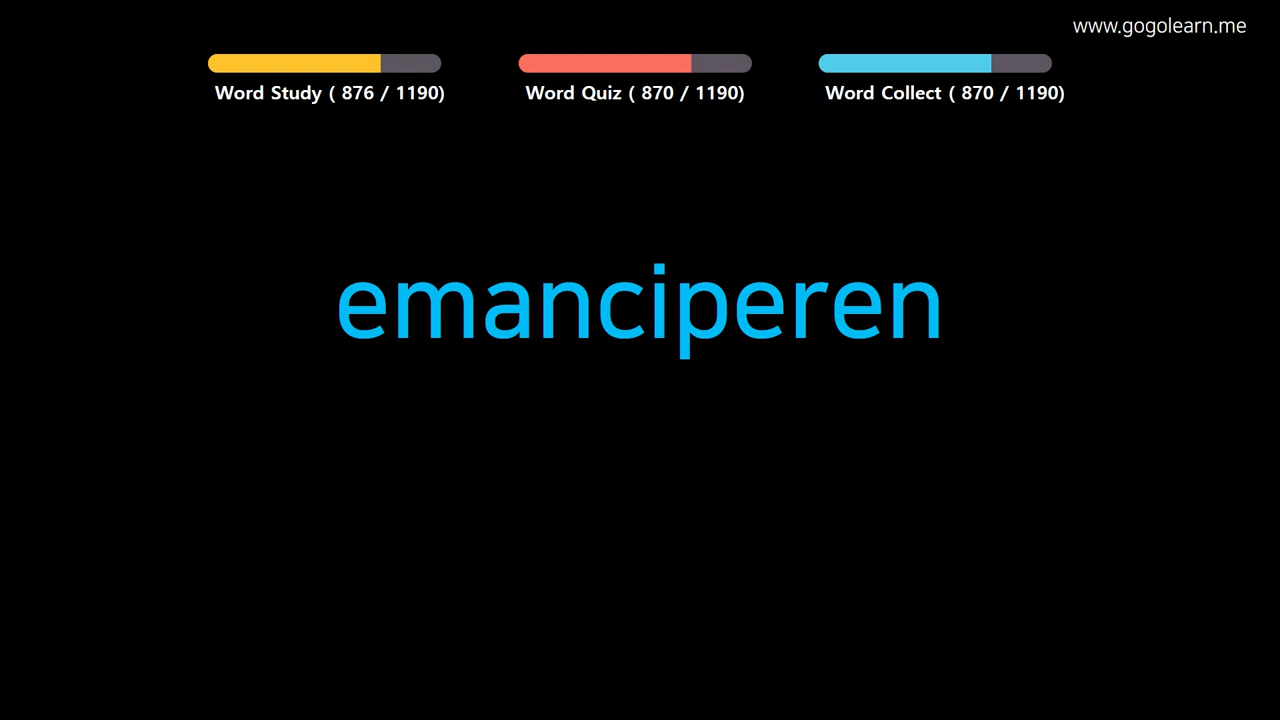 www.gogolearn.me
Word Study ( 876 / 1190)
Word Quiz ( 870 / 1190)
Word Collect ( 870 / 1190)
emanciperen